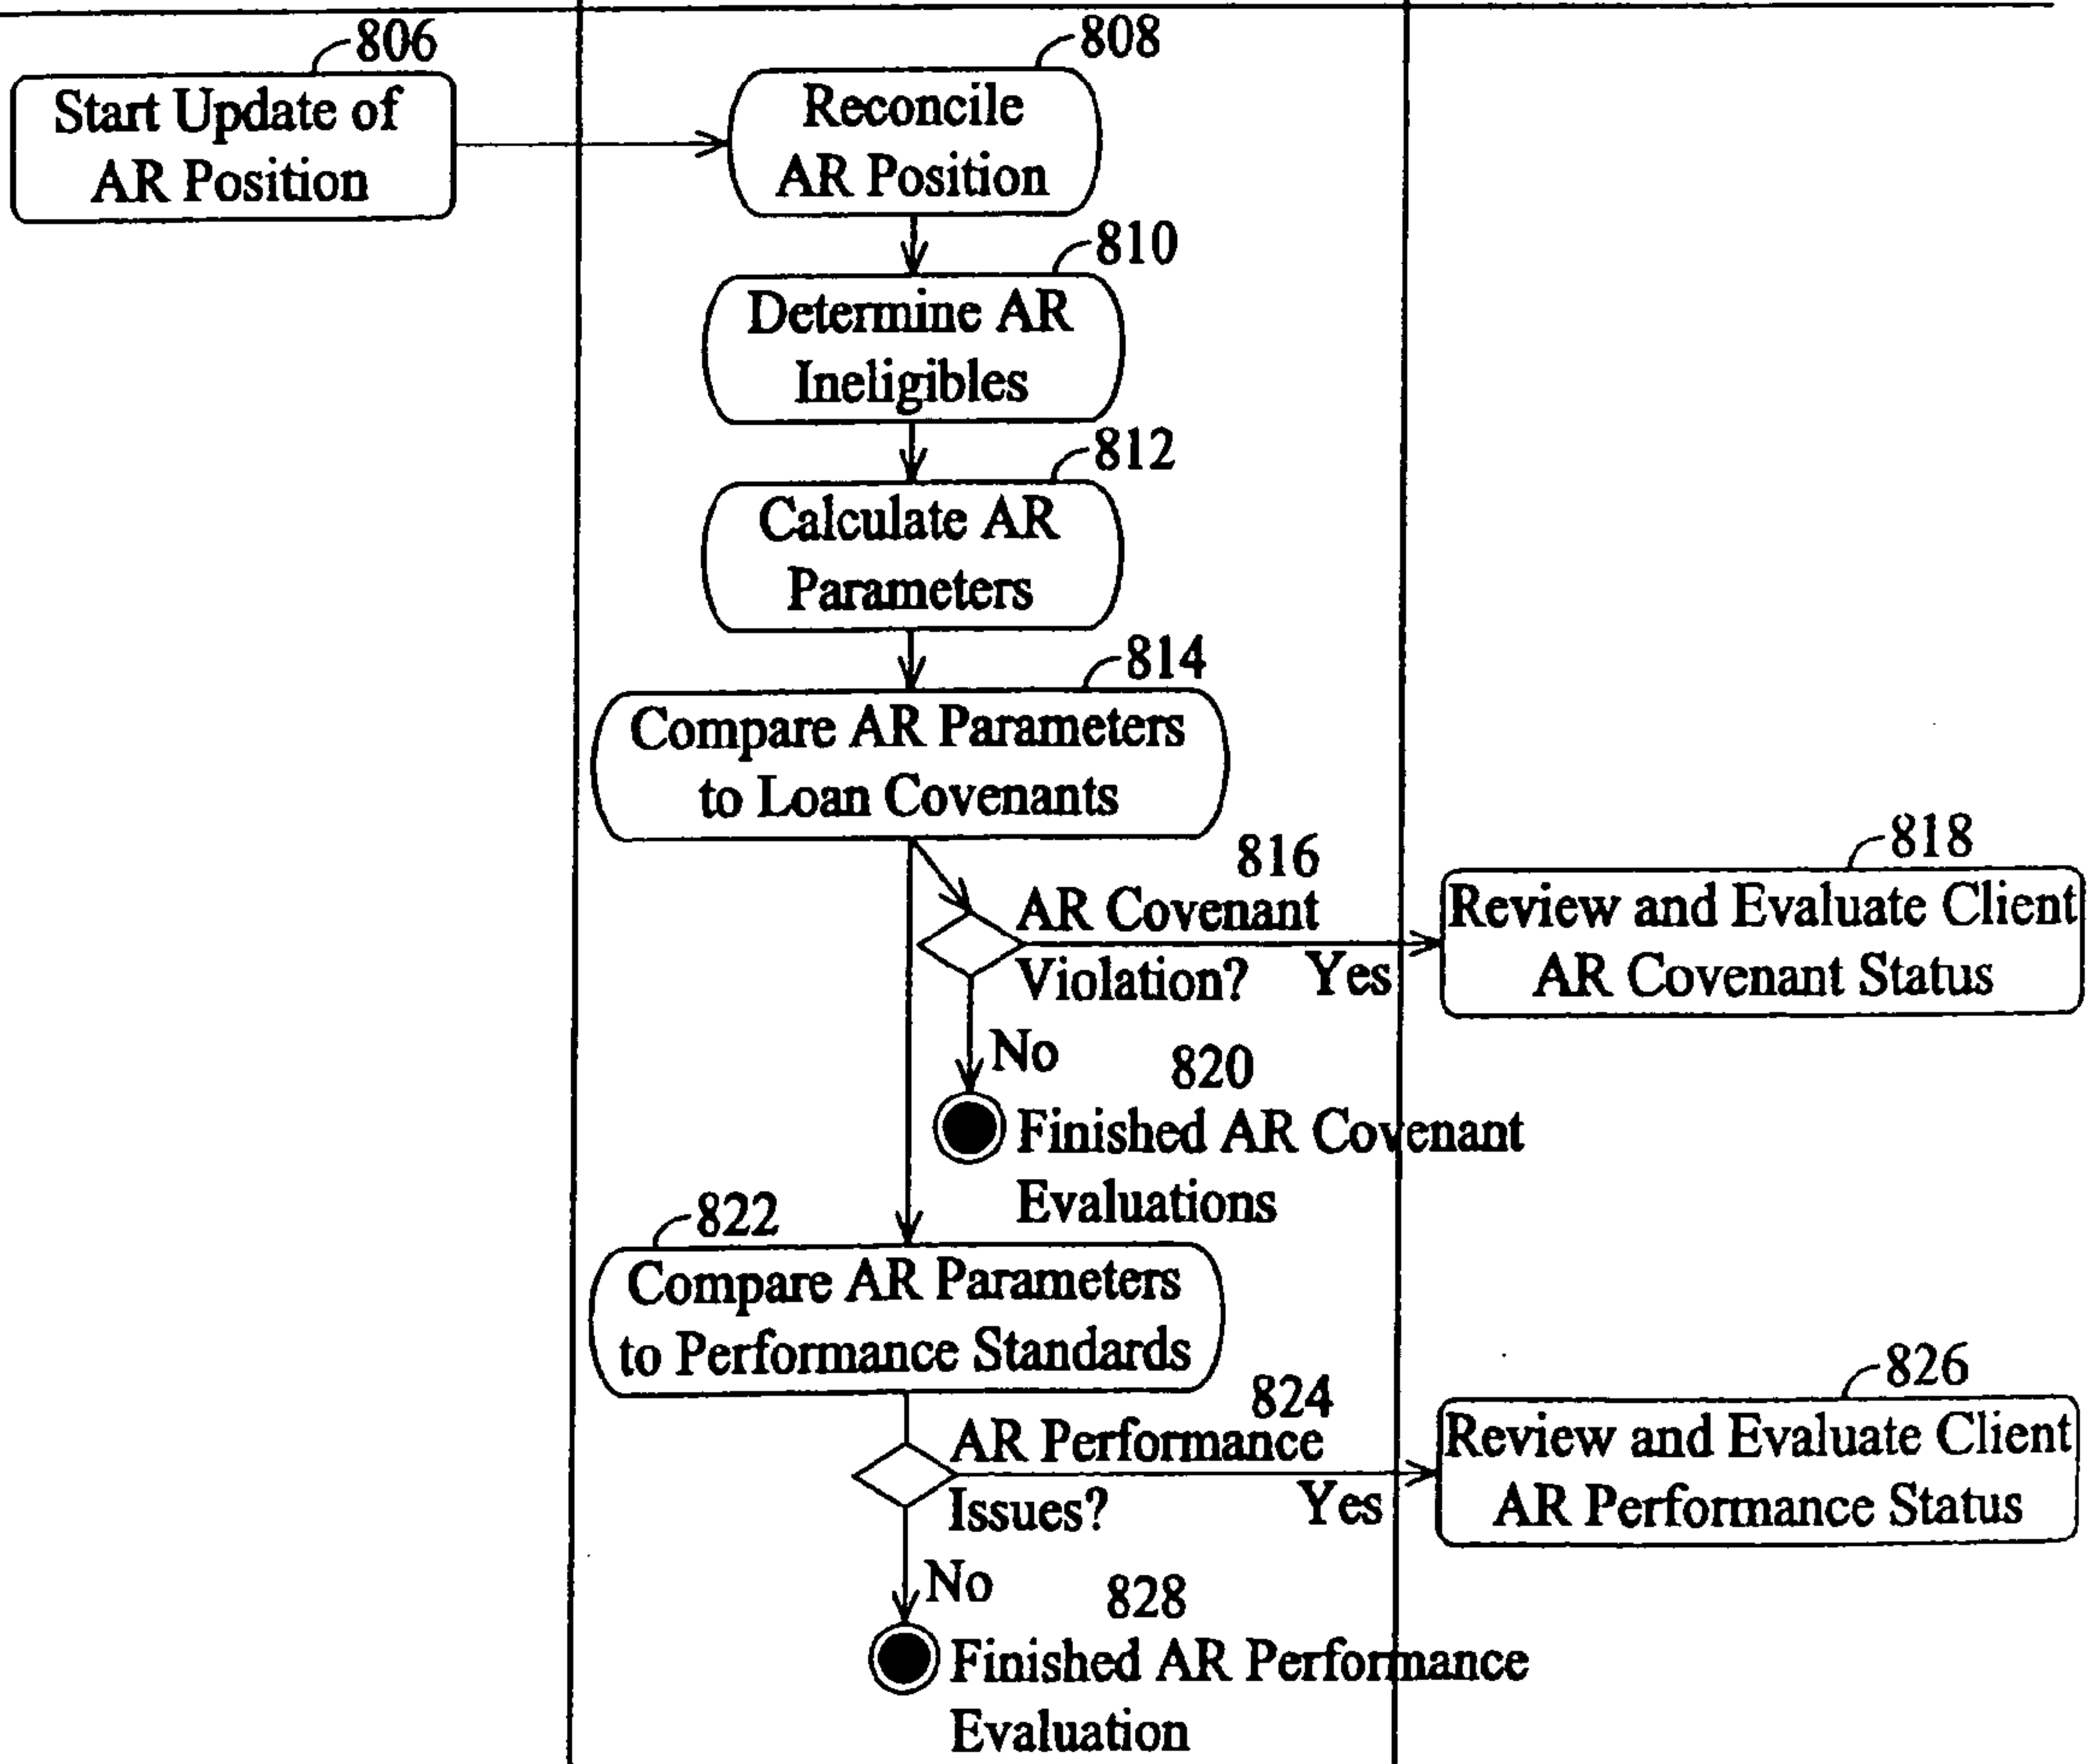 806
Start Update of
AR Position
808
Reconcile
AR Position
810
Determine AR
Ineligibles
812
Calculate AR
Parameters
814
Compare AR Parameters
to Loan Covenants
816
AR Covenant
Violation?
Yes
818
Review and Evaluate Client
AR Covenant Status
No
820
Finished AR Covenant
Evaluations
822
Compare AR Parameters
to Performance Standards
824
AR Performance
Issues?
Yes
826
Review and Evaluate Client
AR Performance Status
No
828
Finished AR Performance
Evaluation